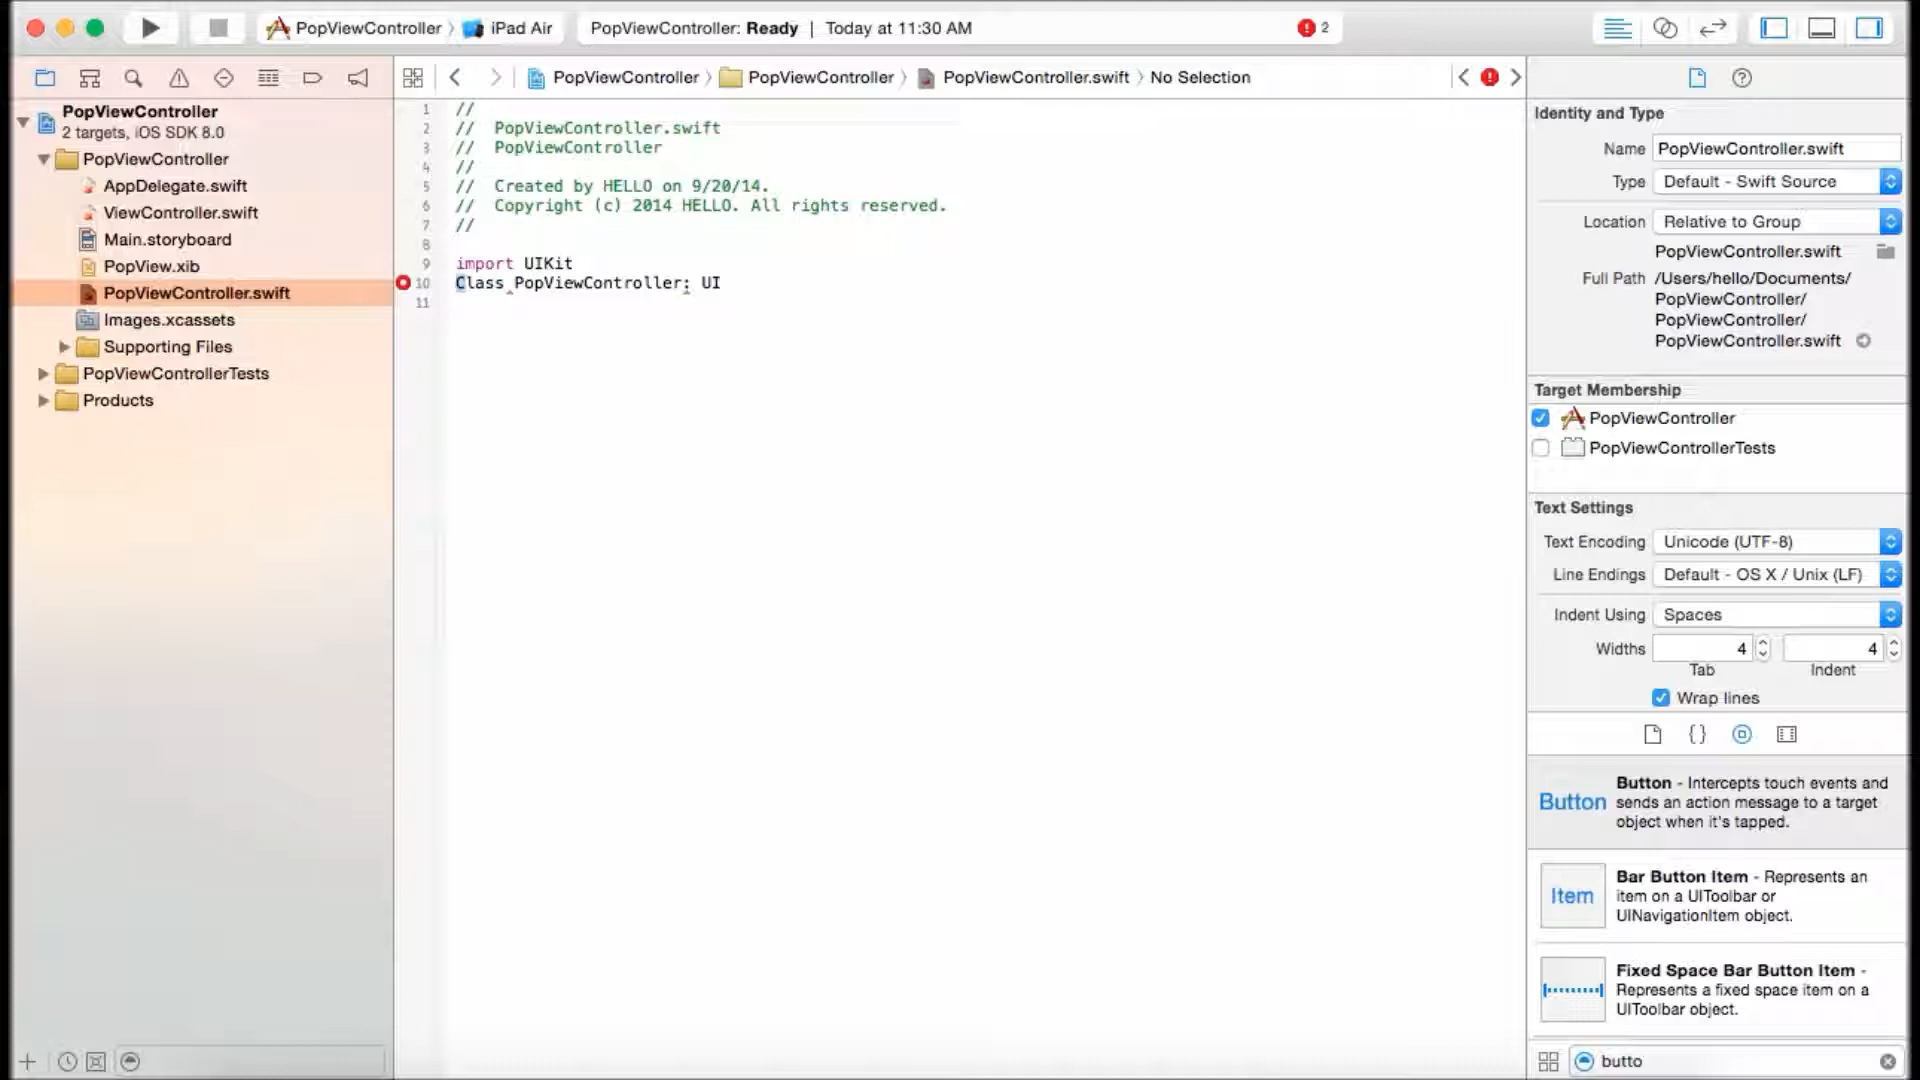 PopViewController 〉 iPad Air
PopViewController: Ready | Today at 11:30 AM
2
PopViewController 〉 PopViewController 〉 PopViewController.swift 〉 No Selection
PopViewController
2 targets, iOS SDK 8.0
PopViewController
AppDelegate.swift
ViewController.swift
Main.storyboard
PopView.xib
PopViewController.swift
Images.xcassets
Supporting Files
PopViewControllerTests
Products
1 //
2 //  PopViewController.swift
3 //  PopViewController
4 //
5 //  Created by HELLO on 9/20/14.
6 //  Copyright (c) 2014 HELLO. All rights reserved.
7 //
8
9 import UIKit
10 Class PopViewController: UI
11
Identity and Type
Name PopViewController.swift
Type Default - Swift Source
Location Relative to Group
PopViewController.swift
Full Path /Users/hello/Documents/
PopViewController/
PopViewController/
PopViewController.swift
Target Membership
PopViewController
PopViewControllerTests
Text Settings
Text Encoding Unicode (UTF-8)
Line Endings Default - OS X / Unix (LF)
Indent Using Spaces
Widths 4 4
Tab Indent
Wrap lines
{}
Button
Button - Intercepts touch events and
sends an action message to a target
object when it's tapped.
Item
Bar Button Item - Represents an
item on a UIToolbar or
UINavigationItem object.
Fixed Space Bar Button Item -
Represents a fixed space item on a
UIToolbar object.
butto